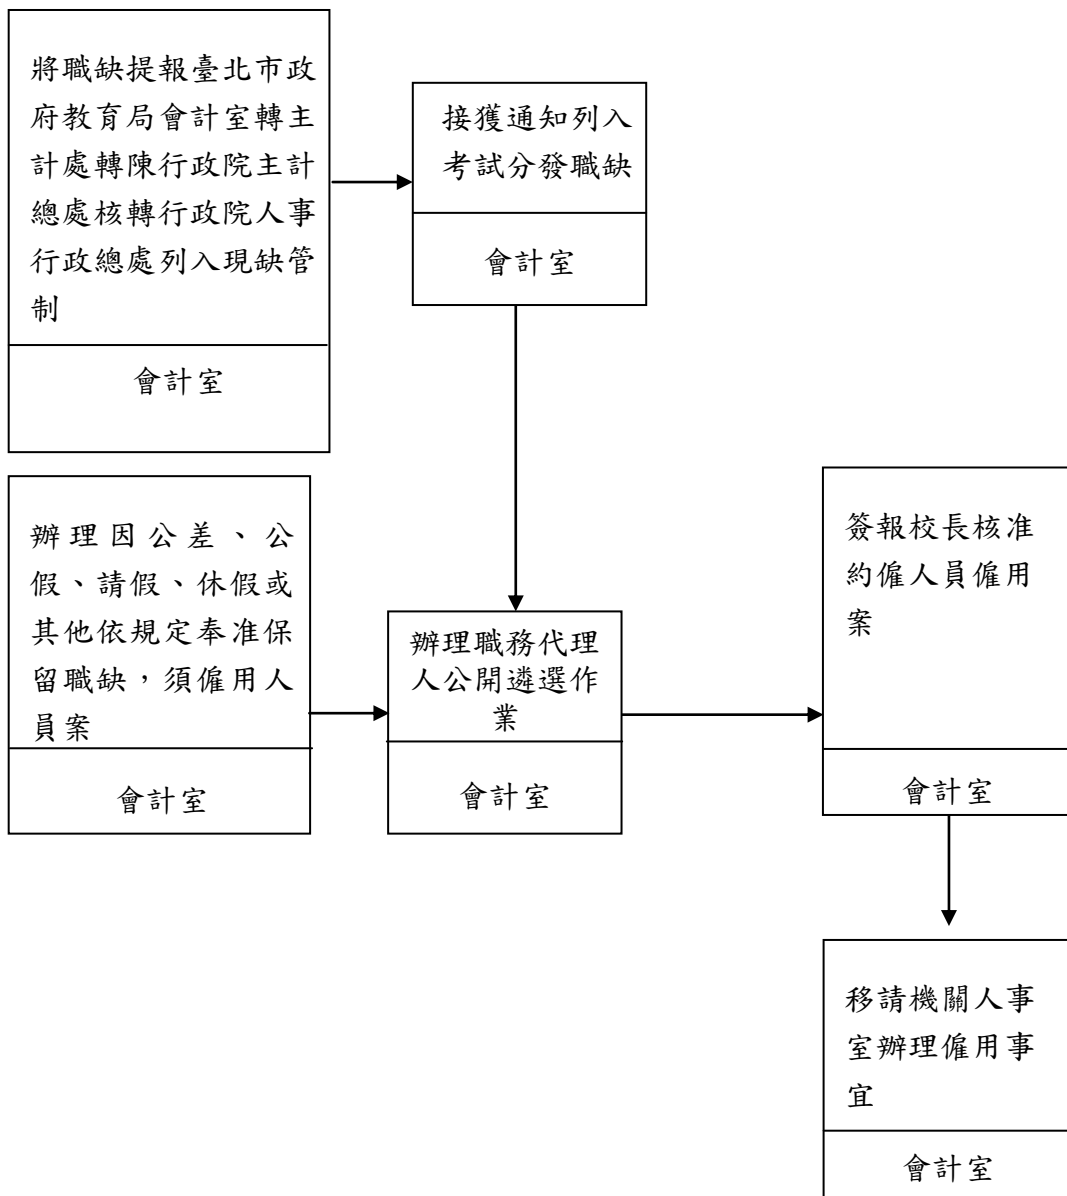 將職缺提報臺北市政
府教育局會計室轉主
計處轉陳行政院主計
總處核轉行政院人事
行政總處列入現缺管
制
會計室
接獲通知列入
考試分發職缺
會計室
辦理因公差、公
假、請假、休假或
其他依規定奉准保
留職缺，須僱用人
員案
會計室
辦理職務代理
人公開遴選作
業
會計室
簽報校長核准
約僱人員僱用
案
會計室
移請機關人事
室辦理僱用事
宜
會計室